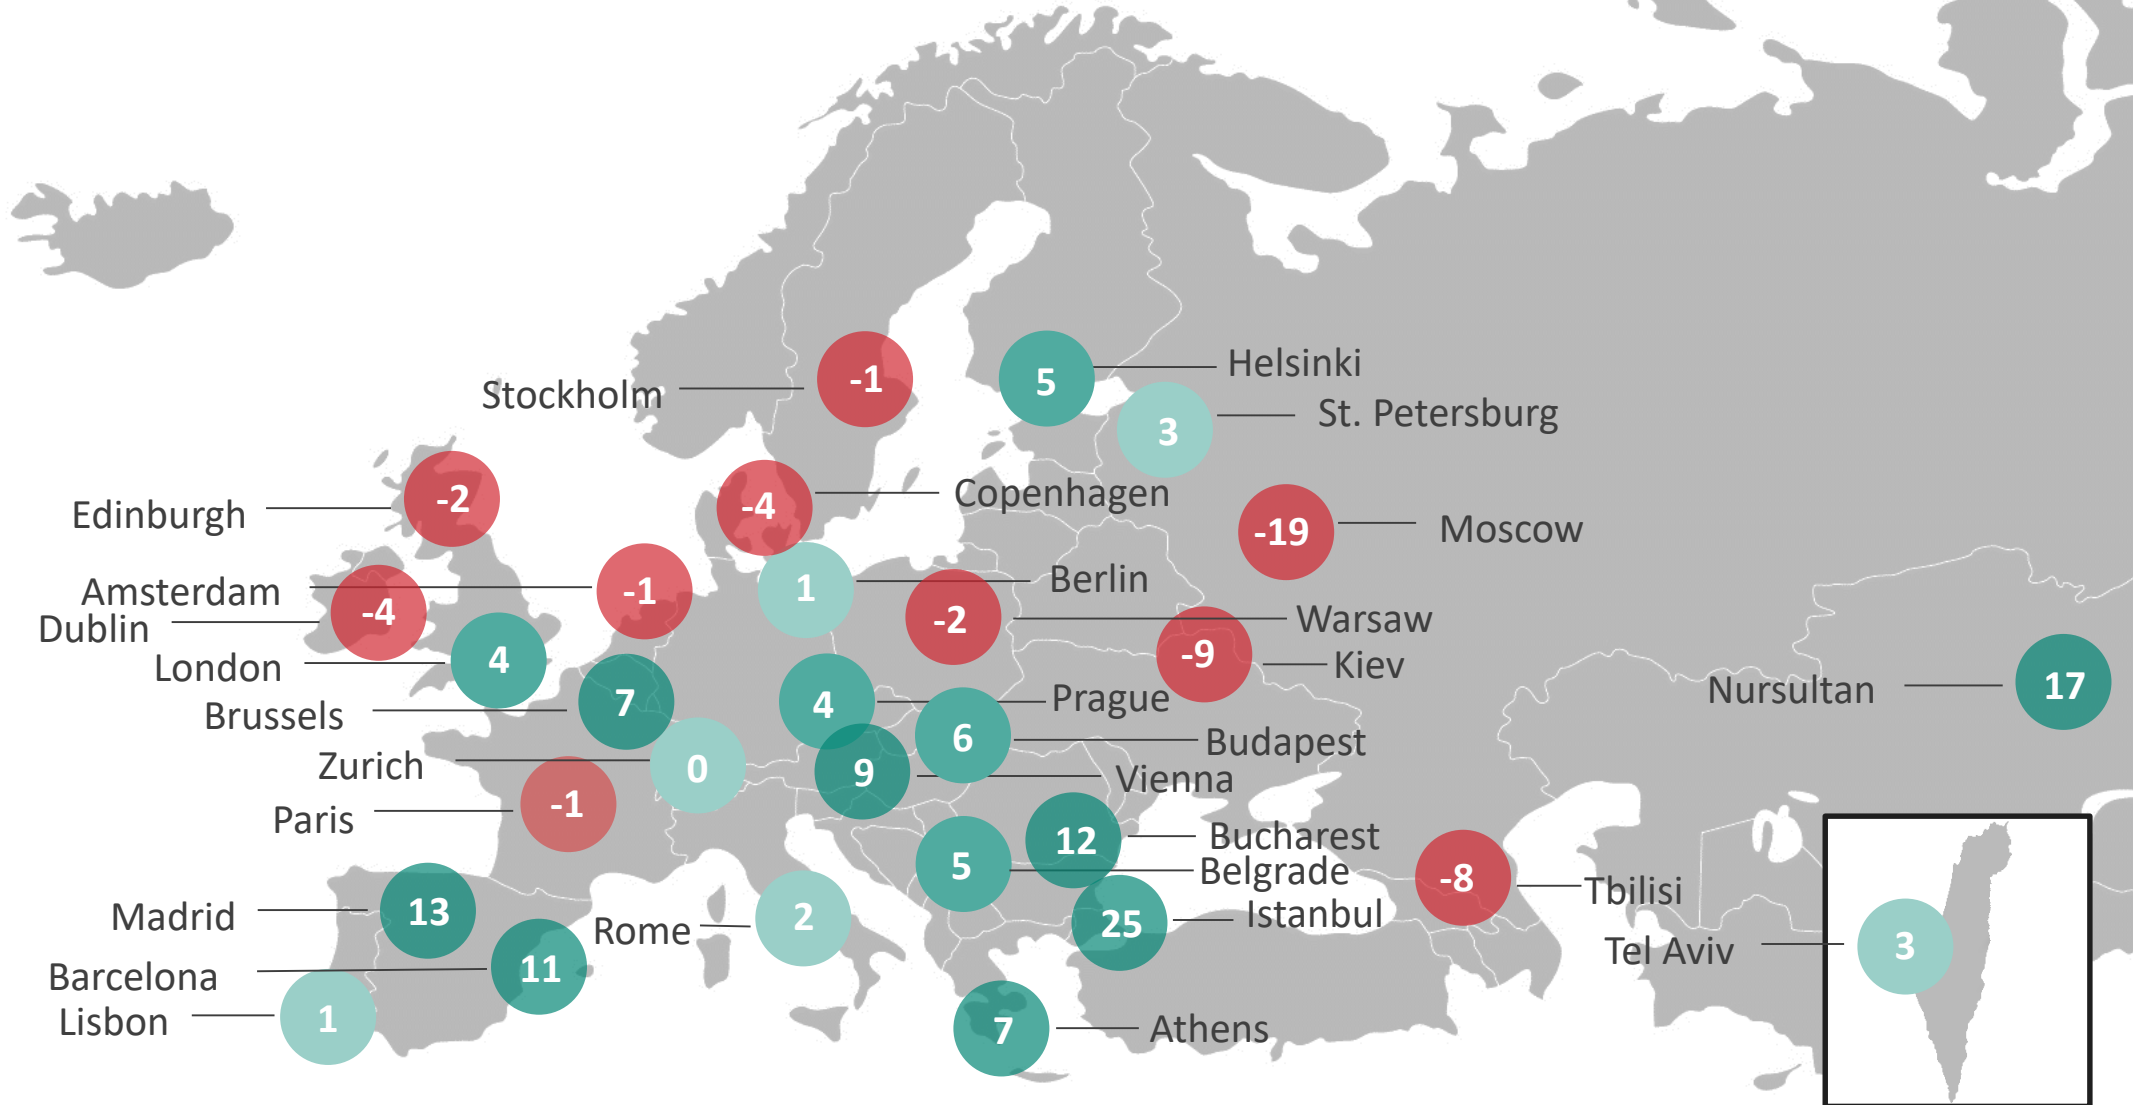 Helsinki
5
Stockholm
-1
St. Petersburg
3
Copenhagen
-4
Edinburgh
-2
Moscow
-19
Berlin
1
Amsterdam
-1
Dublin
-4
Warsaw
-2
London
4
Kiev
-9
Nursultan
17
Prague
4
Brussels
7
Budapest
6
Zurich
0
Vienna
9
Paris
-1
Bucharest
12
Belgrade
5
Tbilisi
-8
Madrid
13
Rome
2
Istanbul
25
Tel Aviv
3
Barcelona
11
Lisbon
1
Athens
7